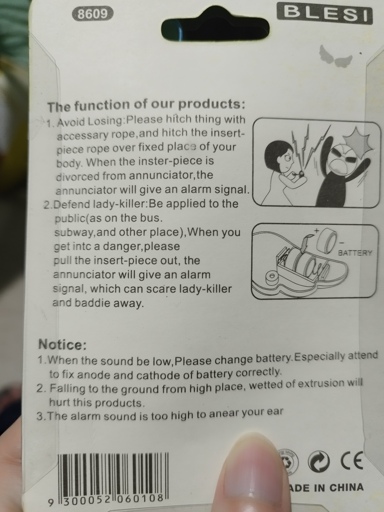 8609
BLESI
The function of our products:
1. Avoid Losing:Please hitch thing with
accessary rope,and hitch the insert-
piece rope over fixed place of your
body. When the inster-piece is
divorced from annunciator,the
annunciator will give an alarm signal.
2.Defend lady-killer:Be applied to the
public(as on the bus.
subway,and other place),When you
get intc a danger,please
pull the insert-piece out, the
annunciator will give an alarm
signal, which can scare lady-killer
and baddie away.
BATTERY
Notice:
1.When the sound be low,Please change battery.Especially attend
to fix anode and cathode of battery correctly.
2. Falling to the ground from high place, wetted of extrusion will
hurt this products.
3.The alarm sound is too high to anear your ear
CE
ADE IN CHINA
9 300052 060108